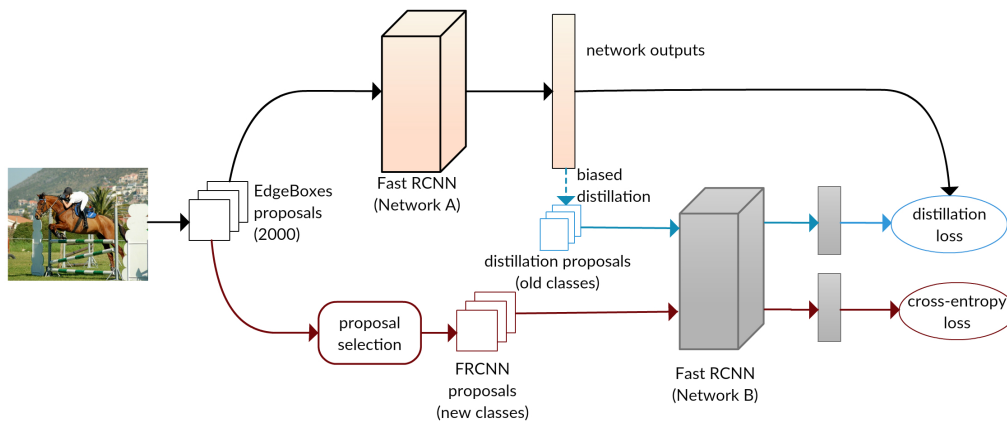 network outputs
Fast RCNN
(Network A)
EdgeBoxes
proposals
(2000)
biased
distillation
distillation proposals
(old classes)
distillation
loss
proposal
selection
FRCNN
proposals
(new classes)
Fast RCNN
(Network B)
cross-entropy
loss